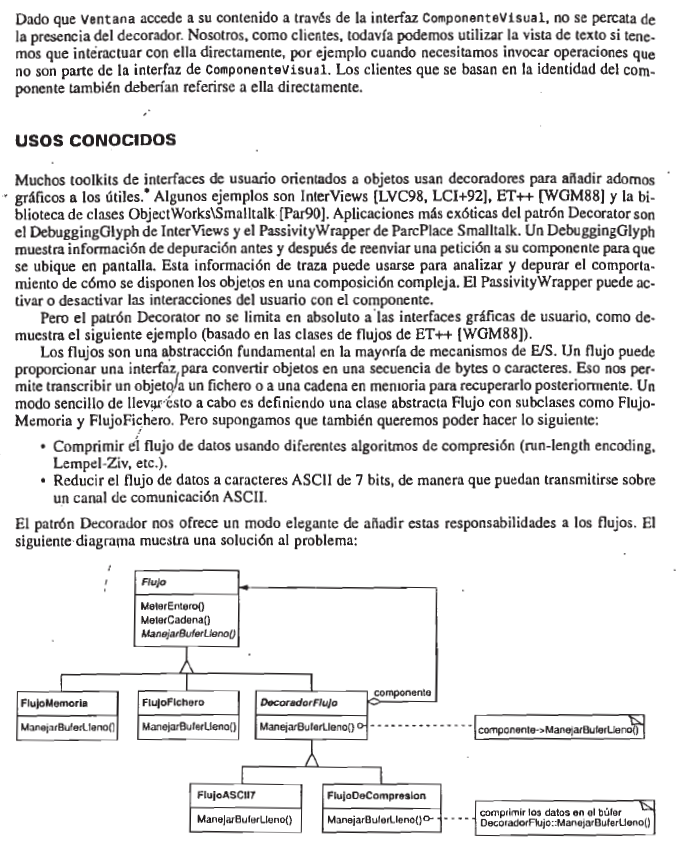 Dado que Ventana accede a su contenido a través de la interfaz ComponenteVisual, no se percata de
la presencia del decorador. Nosotros, como clientes, todavía podemos utilizar la vista de texto si tene-
mos que interactuar con ella directamente, por ejemplo cuando necesitamos invocar operaciones que
no son parte de la interfaz de ComponenteVisual. Los clientes que se basan en la identidad del com-
ponente también deberían referirse a ella directamente.
USOS CONOCIDOS
Muchos toolkits de interfaces de usuario orientados a objetos usan decoradores para añadir adornos
gráficos a los útiles.* Algunos ejemplos son InterViews [LVC98, LCI+92], ET++ [WGM88] y la bi-
blioteca de clases ObjectWorks\Smalltalk [Par90]. Aplicaciones más exóticas del patrón Decorator son
el DebuggingGlyph de InterViews y el PassivityWrapper de ParcPlace Smalltalk. Un DebuggingGlyph
muestra información de depuración antes y después de reenviar una petición a su componente para que
se ubique en pantalla. Esta información de traza puede usarse para analizar y depurar el comporta-
miento de cómo se disponen los objetos en una composición compleja. El PassivityWrapper puede ac-
tivar o desactivar las interacciones del usuario con el componente.
Pero el patrón Decorator no se limita en absoluto a las interfaces gráficas de usuario, como de-
muestra el siguiente ejemplo (basado en las clases de flujos de ET++ [WGM88]).
Los flujos son una abstracción fundamental en la mayoría de mecanismos de E/S. Un flujo puede
proporcionar una interfaz para convertir objetos en una secuencia de bytes o caracteres. Eso nos per-
mite transcribir un objeto a un fichero o a una cadena en memoria para recuperarlo posteriormente. Un
modo sencillo de llevar esto a cabo es definiendo una clase abstracta Flujo con subclases como Flujo-
Memoria y FlujoFichero. Pero supongamos que también queremos poder hacer lo siguiente:
• Comprimir el flujo de datos usando diferentes algoritmos de compresión (run-length encoding,
Lempel-Ziv, etc.).
• Reducir el flujo de datos a caracteres ASCII de 7 bits, de manera que puedan transmitirse sobre
un canal de comunicación ASCII.
El patrón Decorador nos ofrece un modo elegante de añadir estas responsabilidades a los flujos. El
siguiente diagrama muestra una solución al problema:
Flujo
MeterEntero()
MeterCadena()
ManejarBuferLleno()
componente
FlujoMemoria
ManejarBuferLleno()
FlujoFichero
ManejarBuferLleno()
DecoradorFlujo
ManejarBuferLleno()
componente->ManejarBuferLleno()
FlujoASCII7
ManejarBuferLleno()
FlujoDeCompresion
ManejarBuferLleno()
comprimir los datos en el búfer
DecoradorFlujo::ManejarBuferLleno()